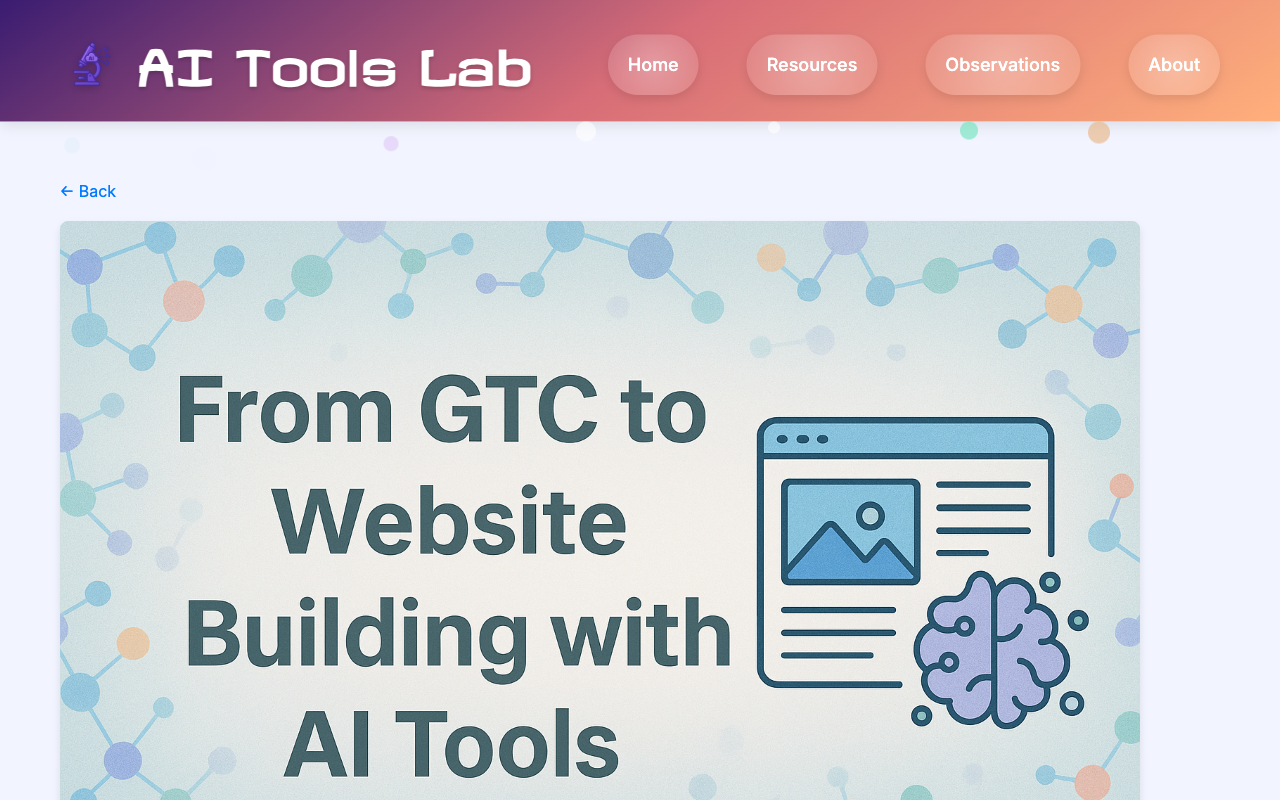 AI Tools Lab
Home
Resources
Observations
About
← Back
From GTC to
Website
Building with
AI Tools